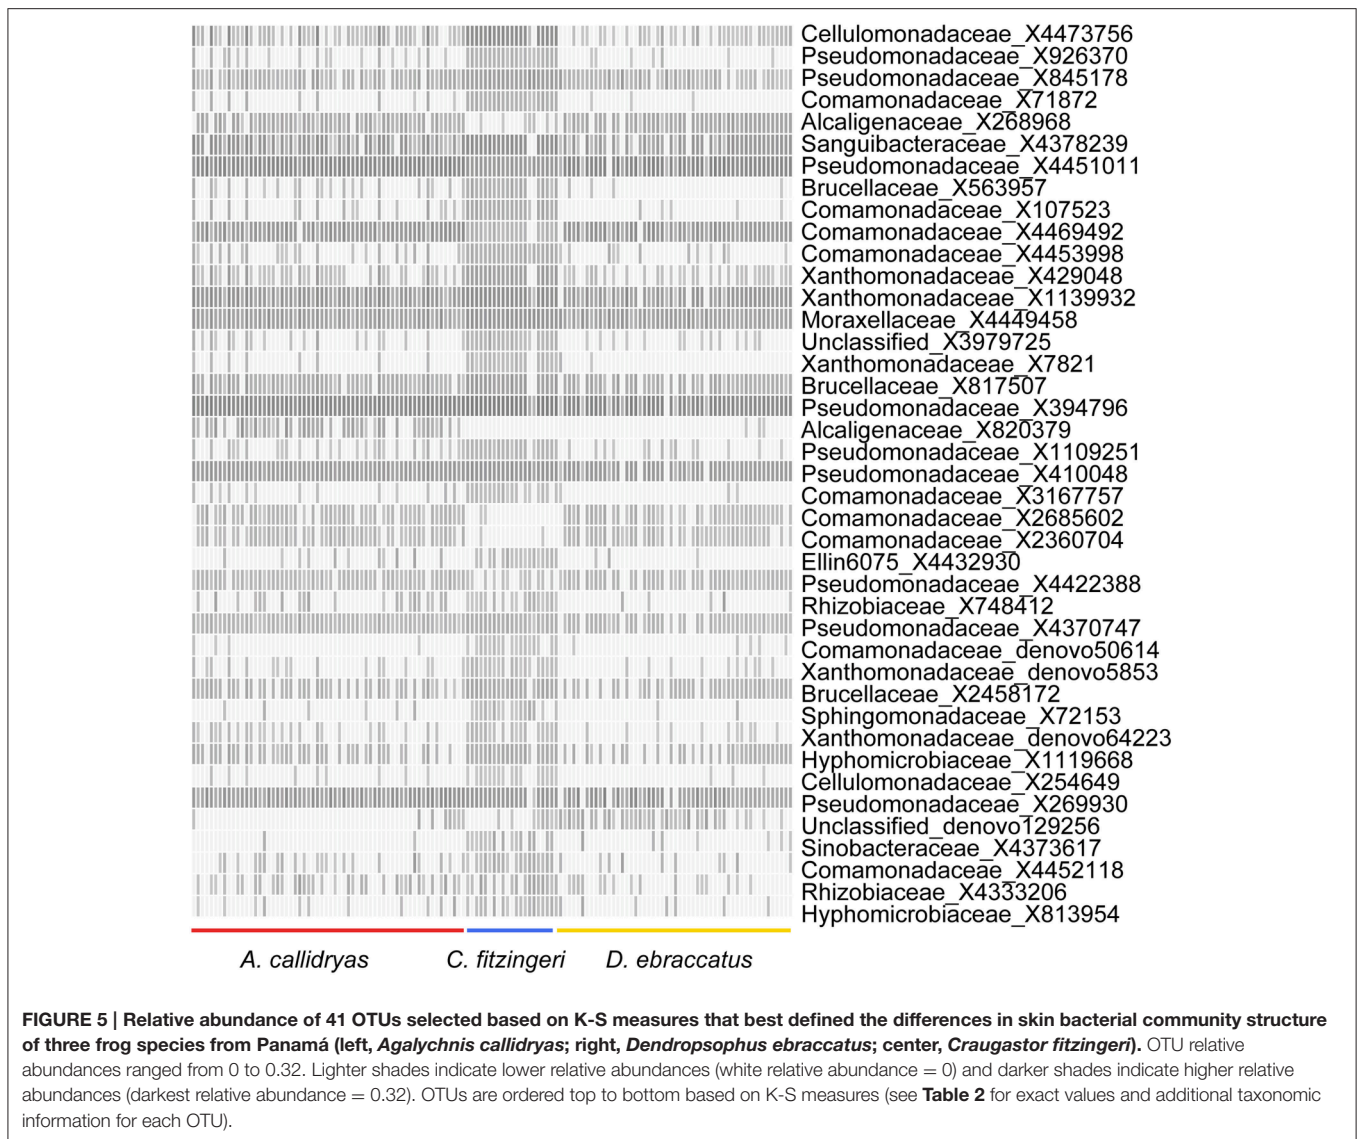 Cellulomonadaceae_X4473756
Pseudomonadaceae_X926370
Pseudomonadaceae_X845178
Comamonadaceae_X71872
Alcaligenaceae_X268968
Sanguibacteraceae_X4378239
Pseudomonadaceae_X4451011
Brucellaceae_X563957
Comamonadaceae_X107523
Comamonadaceae_X4469492
Comamonadaceae_X4453998
Xanthomonadaceae_X429048
Xanthomonadaceae_X1139932
Moraxellaceae_X4449458
Unclassified_X3979725
Xanthomonadaceae_X7821
Brucellaceae_X817507
Pseudomonadaceae_X394796
Alcaligenaceae_X820379
Pseudomonadaceae_X1109251
Pseudomonadaceae_X410048
Comamonadaceae_X3167757
Comamonadaceae_X2685602
Comamonadaceae_X2360704
Ellin6075_X4432930
Pseudomonadaceae_X4422388
Rhizobiaceae_X748412
Pseudomonadaceae_X4370747
Comamonadaceae_denovo50614
Xanthomonadaceae_denovo5853
Brucellaceae_X2458172
Sphingomonadaceae_X72153
Xanthomonadaceae_denovo64223
Hyphomicrobiaceae_X1119668
Cellulomonadaceae_X254649
Pseudomonadaceae_X269930
Unclassified_denovo129256
Sinobacteraceae_X4373617
Comamonadaceae_X4452118
Rhizobiaceae_X4333206
Hyphomicrobiaceae_X813954
A. callidryas C. fitzingeri D. ebraccatus
FIGURE 5 | Relative abundance of 41 OTUs selected based on K-S measures that best defined the differences in skin bacterial community structure
of three frog species from Panamá (left, Agalychnis callidryas; right, Dendropsophus ebraccatus; center, Craugastor fitzingeri). OTU relative
abundances ranged from 0 to 0.32. Lighter shades indicate lower relative abundances (white relative abundance = 0) and darker shades indicate higher relative
abundances (darkest relative abundance = 0.32). OTUs are ordered top to bottom based on K-S measures (see Table 2 for exact values and additional taxonomic
information for each OTU).